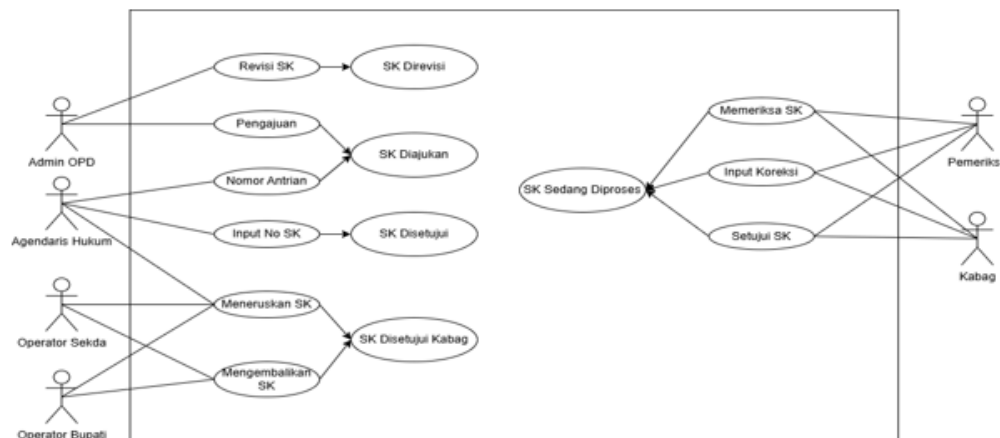 Revisi SK
SK Direvisi
Admin OPD
Pengajuan
SK Diajukan
Nomor Antrian
Agendaris Hukum
Input No SK
SK Disetujui
Operator Sekda
Meneruskan SK
SK Disetujui Kabag
Mengembalikan
SK
Operator Bupati
SK Sedang Diproses
Memeriksa SK
Input Koreksi
Setujui SK
Pemeriks
Kabag